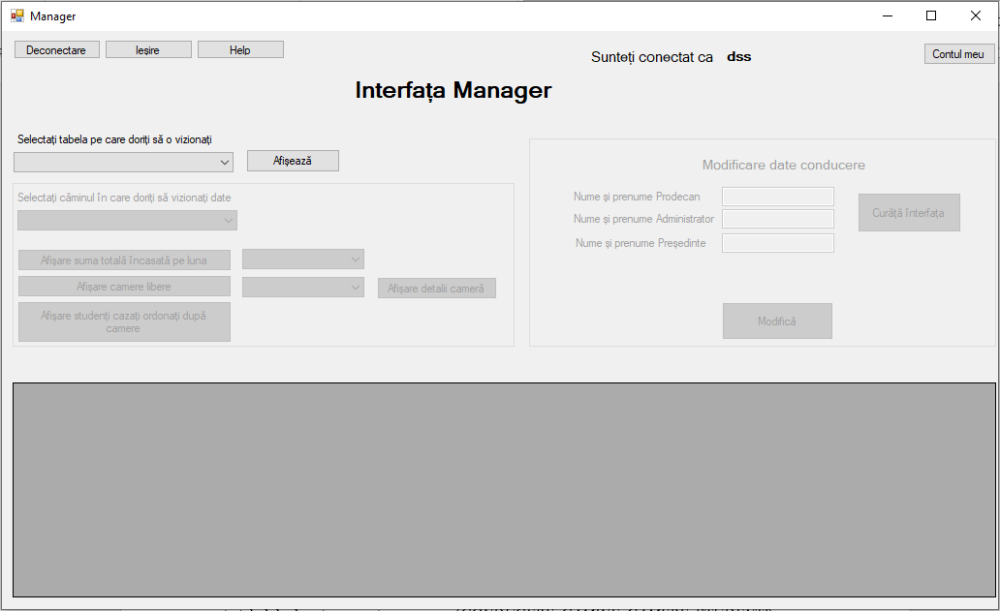 Manager
Deconectare
Ieșire
Help
Sunteți conectat ca dss
Contul meu
Interfața Manager
Selectați tabela pe care doriți să o vizionați
Afișează
Selectați căminul în care doriți să vizionați date
Afișare suma totală încasată pe luna
Afișare camere libere
Afișare detalii cameră
Afișare studenți cazați ordonați după
camere
Modificare date conducere
Nume și prenume Prodecan
Nume și prenume Administrator
Nume și prenume Președinte
Curăță interfața
Modifică